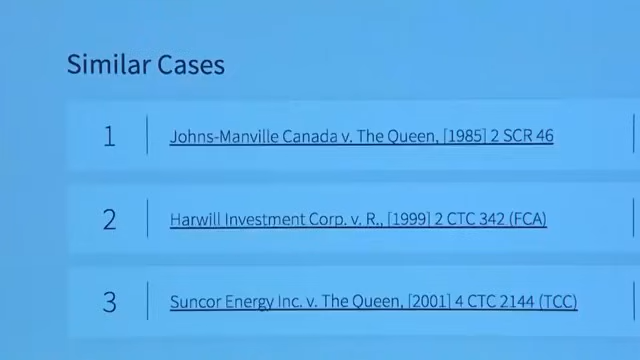 Similar Cases
1 Johns-Manville Canada v. The Queen, [1985] 2 SCR 46
2 Harwill Investment Corp. v. R., [1999] 2 CTC 342 (FCA)
3 Suncor Energy Inc. v. The Queen, [2001] 4 CTC 2144 (TCC)